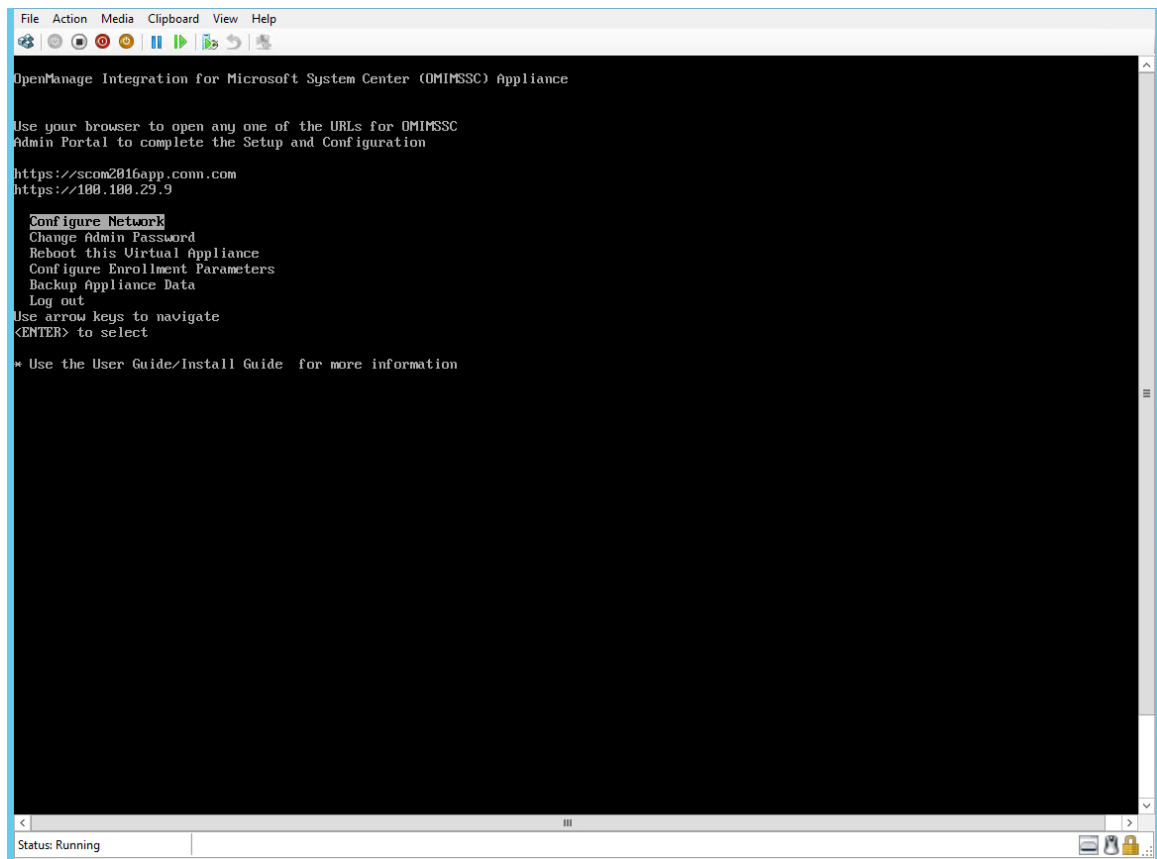 File Action Media Clipboard View Help
OpenManage Integration for Microsoft System Center (OMIMSSC) Appliance
Use your browser to open any one of the URLs for OMIMSSC
Admin Portal to complete the Setup and Configuration
https://scom2016app.conn.com
https://100.100.29.9
Configure Network
Change Admin Password
Reboot this Virtual Appliance
Configure Enrollment Parameters
Backup Appliance Data
Log out
Use arrow keys to navigate
<ENTER> to select
* Use the User Guide/Install Guide  for more information
Status: Running